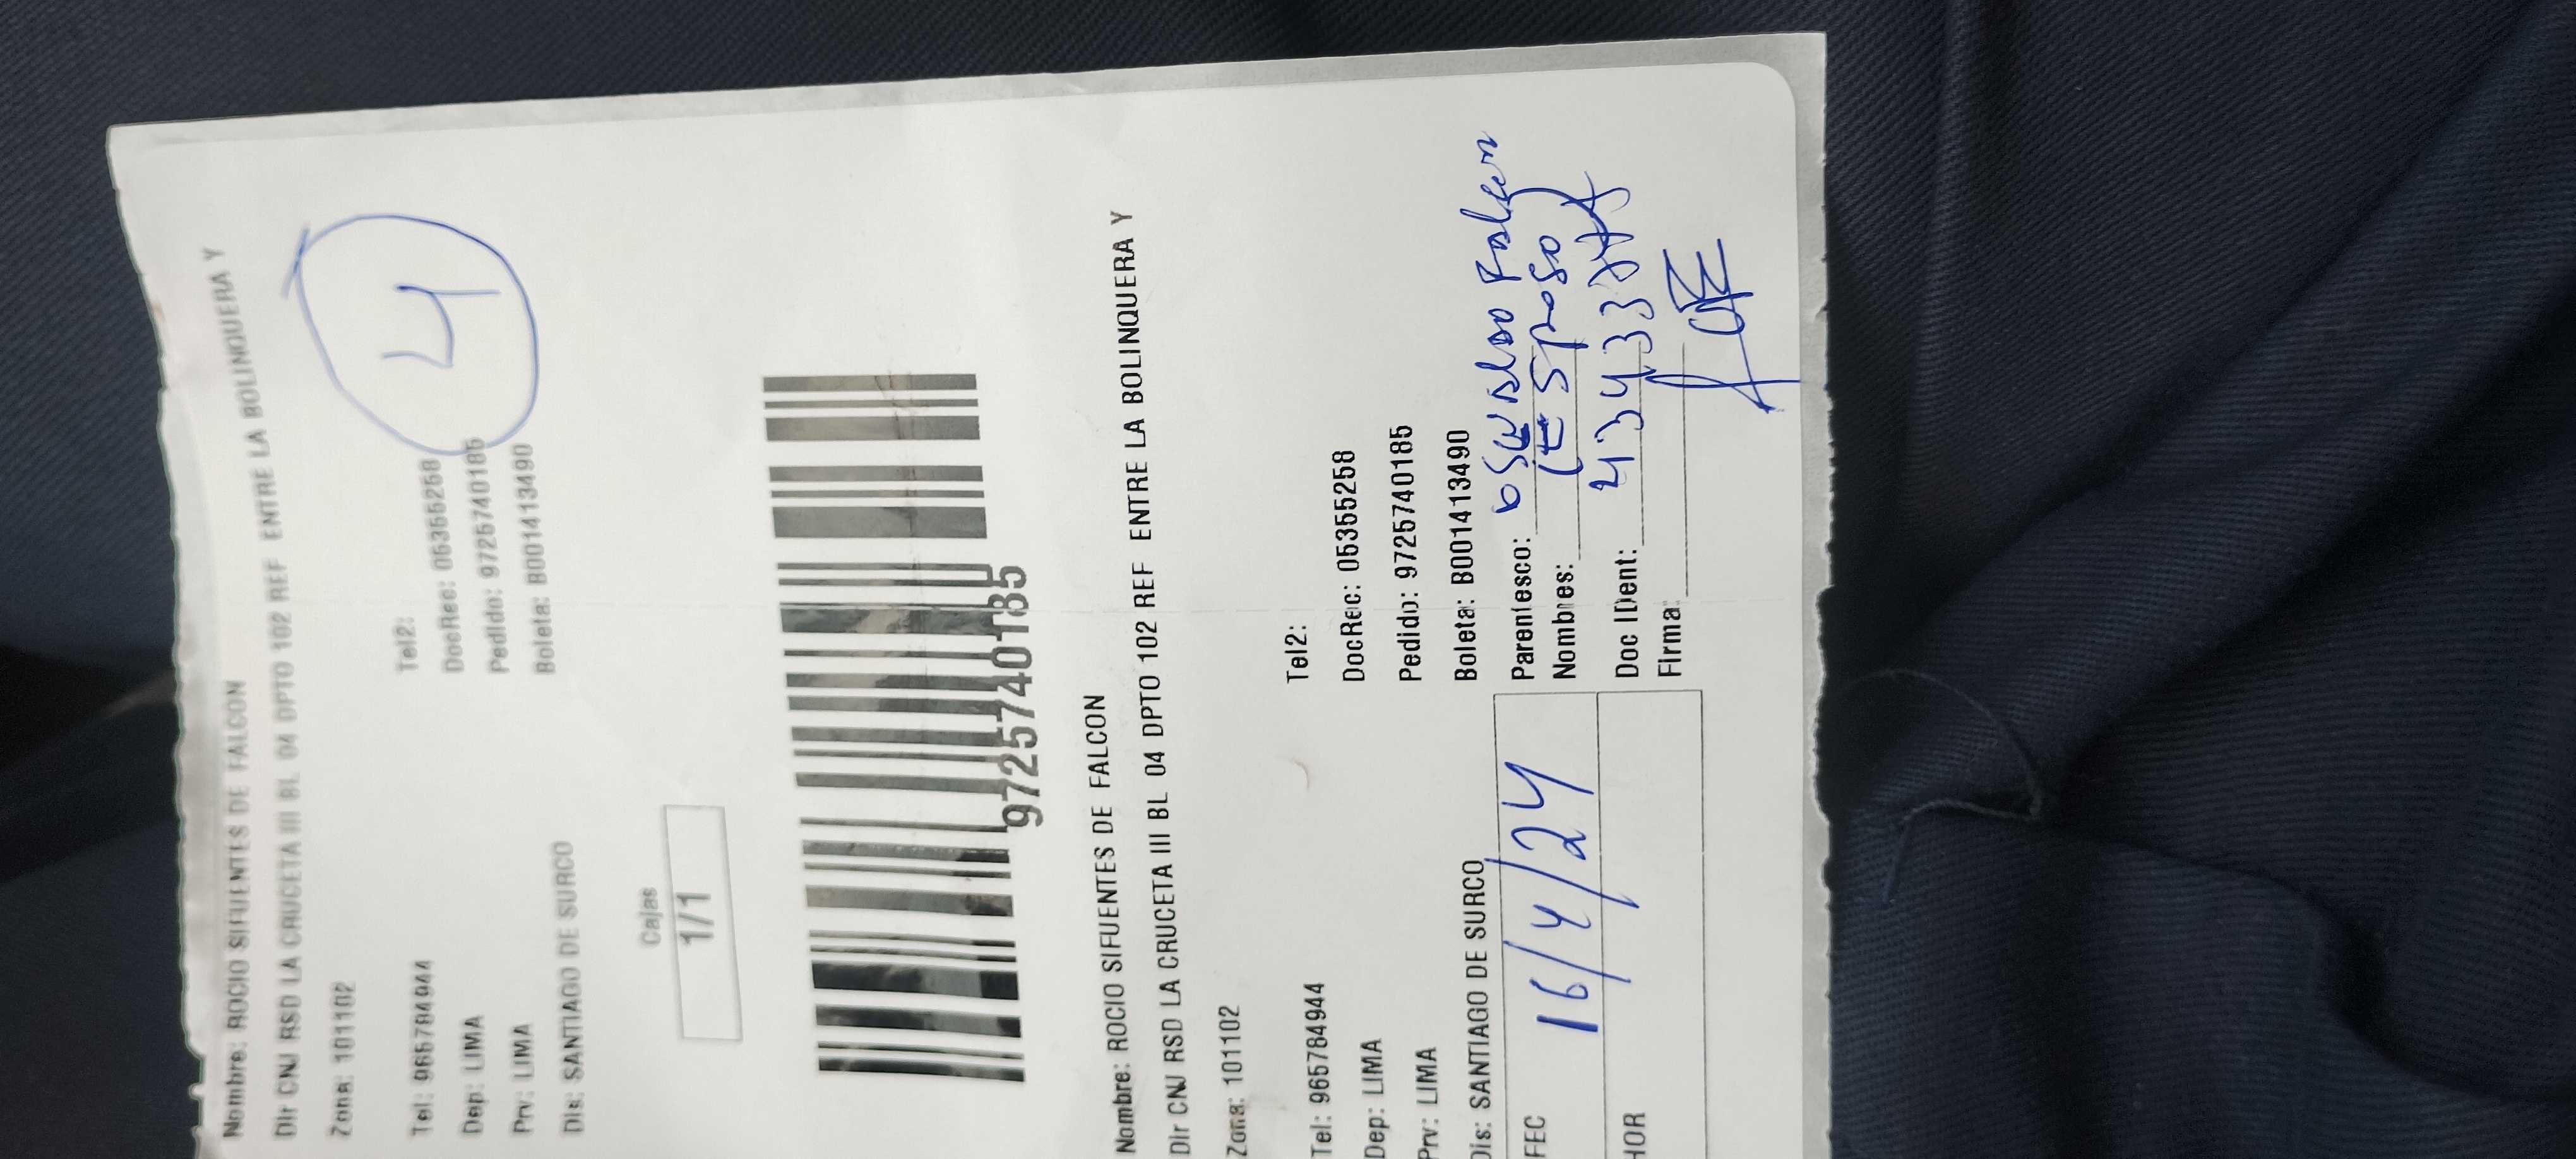 Nombre: ROCIO SIFUENTES DE FALCON
Dir CNJ RSD LA CRUCETA III BL 04 DPTO 102 REF ENTRE LA BOLINQUERA Y
Zona: 101102
Tel: 965784944 Tel2:
Dep: LIMA DocRec: 05355258
Prv: LIMA Pedido: 9725740185
Dis: SANTIAGO DE SURCO Boleta: B001413490
4
Cajas
1/1
9725740185
Nombre: ROCIO SIFUENTES DE FALCON
Dir CNJ RSD LA CRUCETA III BL 04 DPTO 102 REF ENTRE LA BOLINQUERA Y
Zona: 101102
Tel: 965784944 Tel2:
Dep: LIMA DocRec: 05355258
Prv: LIMA Pedido: 9725740185
Dis: SANTIAGO DE SURCO Boleta: B001413490
FEC 16/4/24 Parentesco: Falcon
Nombres: (ESPOSO)
HOR Doc IDent:
Firma: